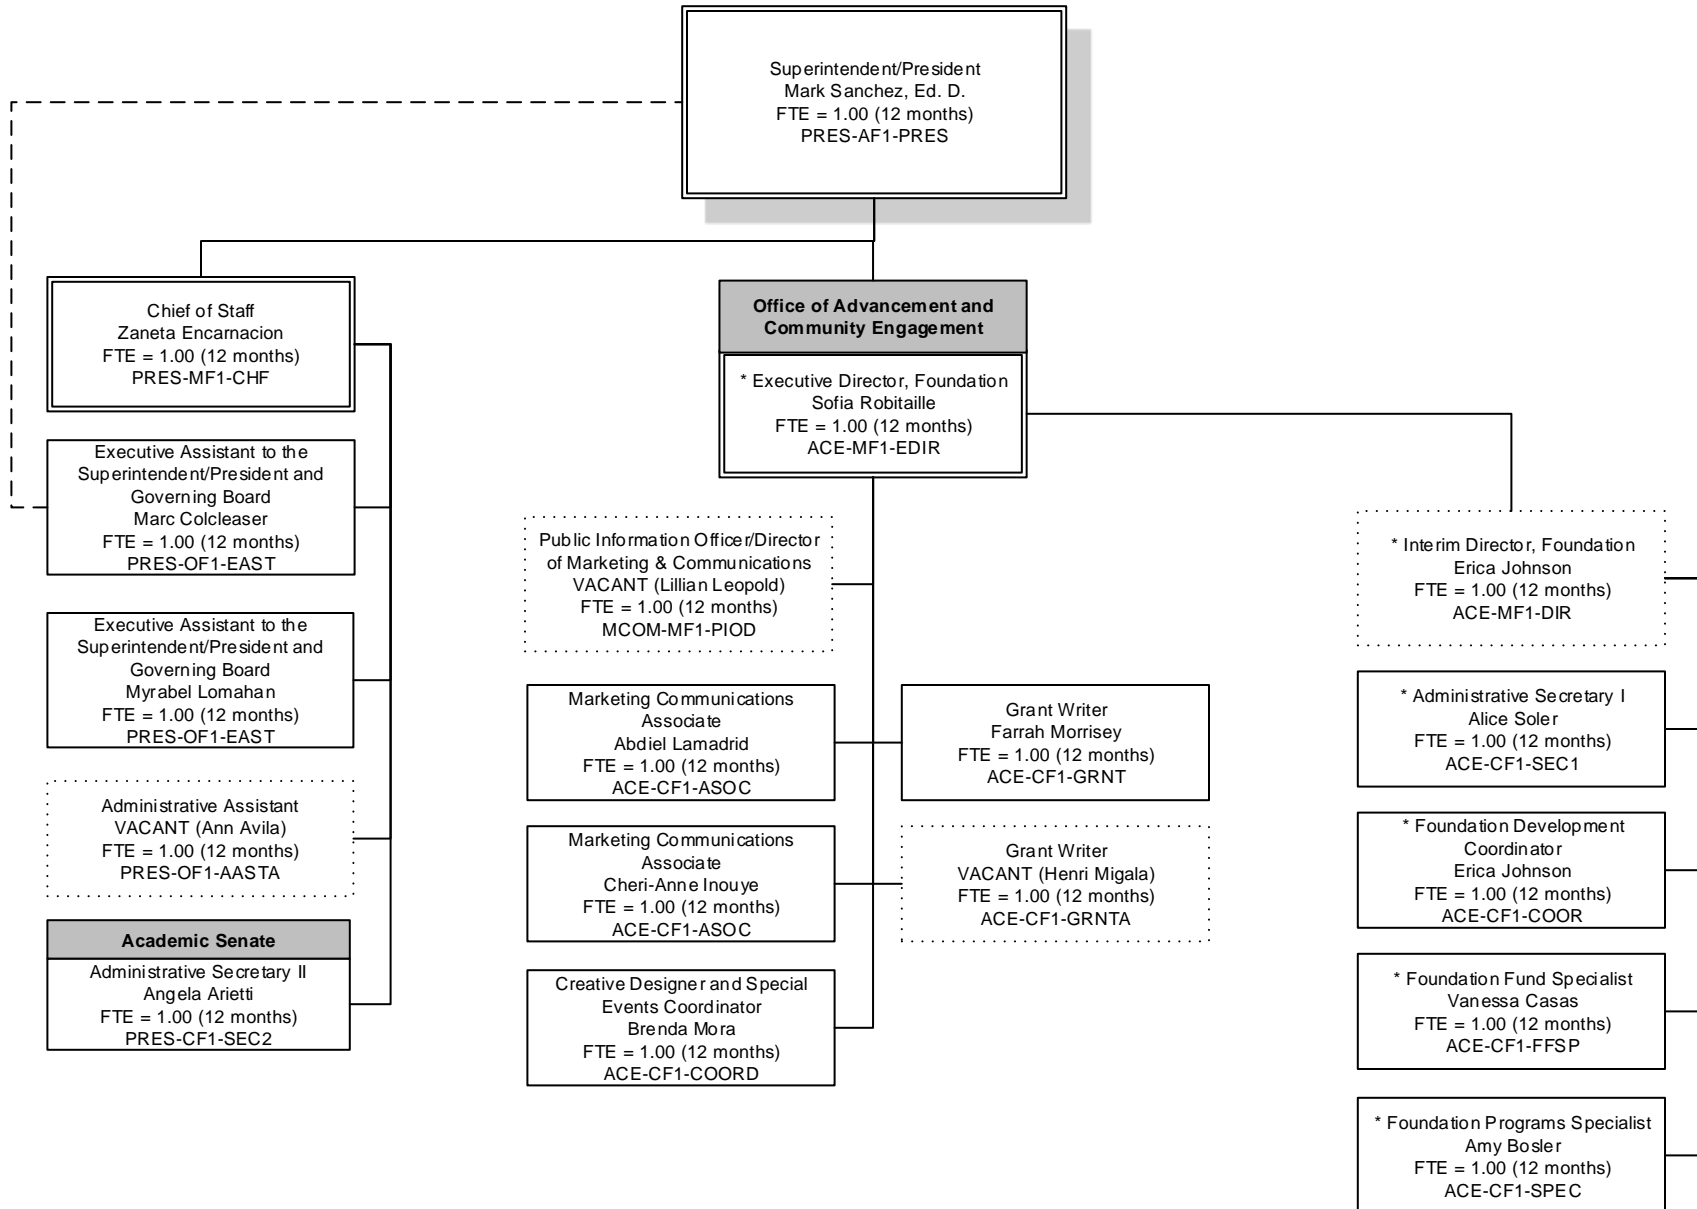 Superintendent/President
Mark Sanchez, Ed. D.
FTE = 1.00 (12 months)
PRES-AF1-PRES
Chief of Staff
Zaneta Encarnacion
FTE = 1.00 (12 months)
PRES-MF1-CHF
Executive Assistant to the
Superintendent/President and
Governing Board
Marc Colcleaser
FTE = 1.00 (12 months)
PRES-OF1-EAST
Executive Assistant to the
Superintendent/President and
Governing Board
Myrabel Lomahan
FTE = 1.00 (12 months)
PRES-OF1-EAST
Administrative Assistant
VACANT (Ann Avila)
FTE = 1.00 (12 months)
PRES-OF1-AASTA
Academic Senate
Administrative Secretary II
Angela Arietti
FTE = 1.00 (12 months)
PRES-CF1-SEC2
Office of Advancement and
Community Engagement
* Executive Director, Foundation
Sofia Robitaille
FTE = 1.00 (12 months)
ACE-MF1-EDIR
Public Information Officer/Director
of Marketing & Communications
VACANT (Lillian Leopold)
FTE = 1.00 (12 months)
MCOM-MF1-PIOD
Marketing Communications
Associate
Abdiel Lamadrid
FTE = 1.00 (12 months)
ACE-CF1-ASOC
Grant Writer
Farrah Morrisey
FTE = 1.00 (12 months)
ACE-CF1-GRNT
Marketing Communications
Associate
Cheri-Anne Inouye
FTE = 1.00 (12 months)
ACE-CF1-ASOC
Grant Writer
VACANT (Henri Migala)
FTE = 1.00 (12 months)
ACE-CF1-GRNTA
Creative Designer and Special
Events Coordinator
Brenda Mora
FTE = 1.00 (12 months)
ACE-CF1-COORD
* Interim Director, Foundation
Erica Johnson
FTE = 1.00 (12 months)
ACE-MF1-DIR
* Administrative Secretary I
Alice Soler
FTE = 1.00 (12 months)
ACE-CF1-SEC1
* Foundation Development
Coordinator
Erica Johnson
FTE = 1.00 (12 months)
ACE-CF1-COOR
* Foundation Fund Specialist
Vanessa Casas
FTE = 1.00 (12 months)
ACE-CF1-FFSP
* Foundation Programs Specialist
Amy Bosler
FTE = 1.00 (12 months)
ACE-CF1-SPEC